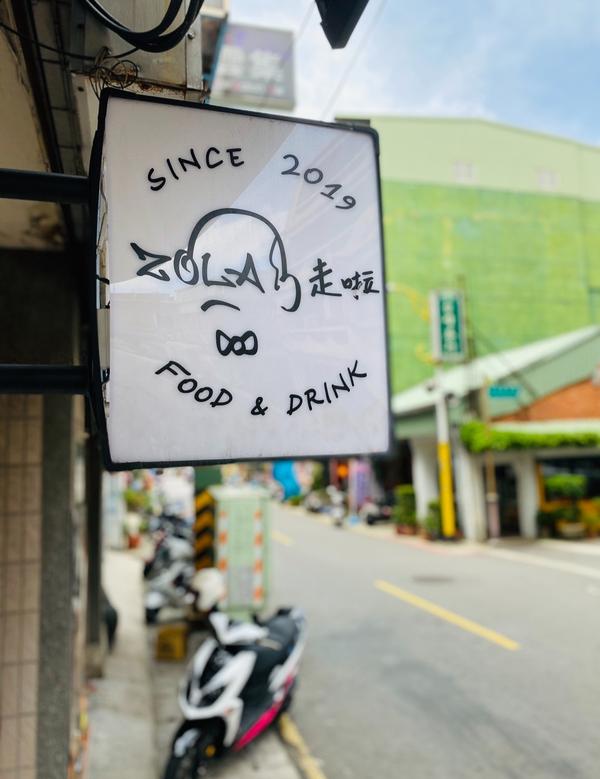 SINCE 2019
ZOLA 走啦
FOOD & DRINK